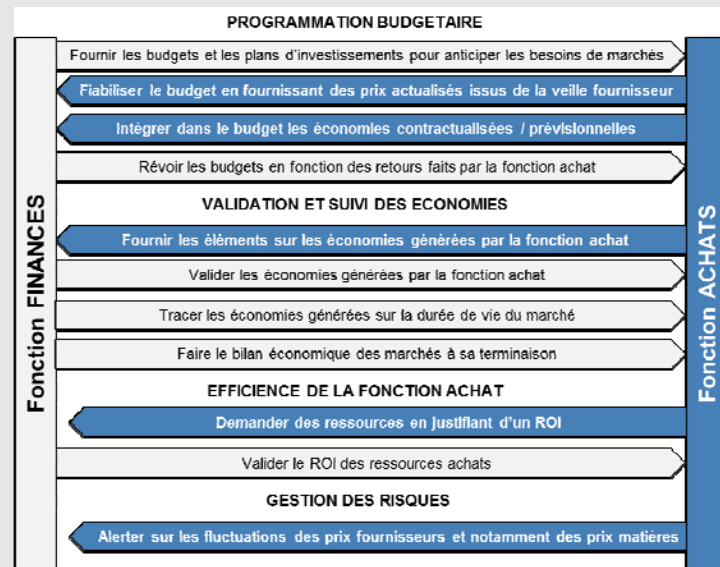 PROGRAMMATION BUDGETAIRE
Fournir les budgets et les plans d'investissements pour anticiper les besoins de marchés
Fiabiliser le budget en fournissant des prix actualisés issus de la veille fournisseur
Intégrer dans le budget les économies contractualisées / prévisionnelles
Révoir les budgets en fonction des retours faits par la fonction achat
VALIDATION ET SUIVI DES ECONOMIES
Fournir les éléments sur les économies générées par la fonction achat
Valider les économies générées par la fonction achat
Tracer les économies générées sur la durée de vie du marché
Faire le bilan économique des marchés à sa terminaison
EFFICIENCE DE LA FONCTION ACHAT
Demander des ressources en justifiant d'un ROI
Valider le ROI des ressources achats
GESTION DES RISQUES
Alerter sur les fluctuations des prix fournisseurs et notamment des prix matières
Fonction FINANCES
Fonction ACHATS